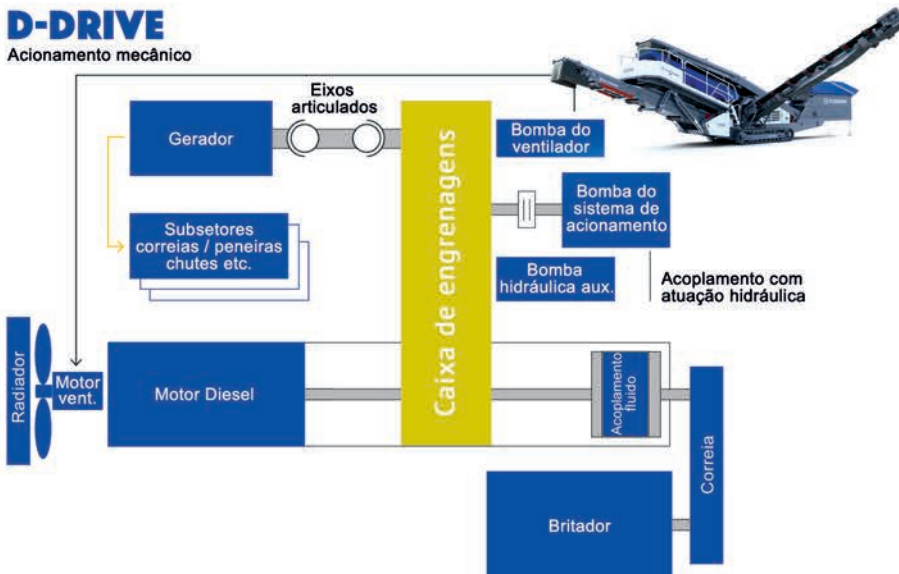 D-DRIVE
Acionamento mecânico
Eixos
articulados
Gerador
Caixa de engrenagens
Bomba do
ventilador
Bomba do
sistema de
acionamento
Subsetores
correias / peneiras
chutes etc.
Bomba
hidráulica aux.
Acoplamento com
atuação hidráulica
Radiador
Motor
vent.
Motor Diesel
Acoplamento
fluido
Correia
Britador